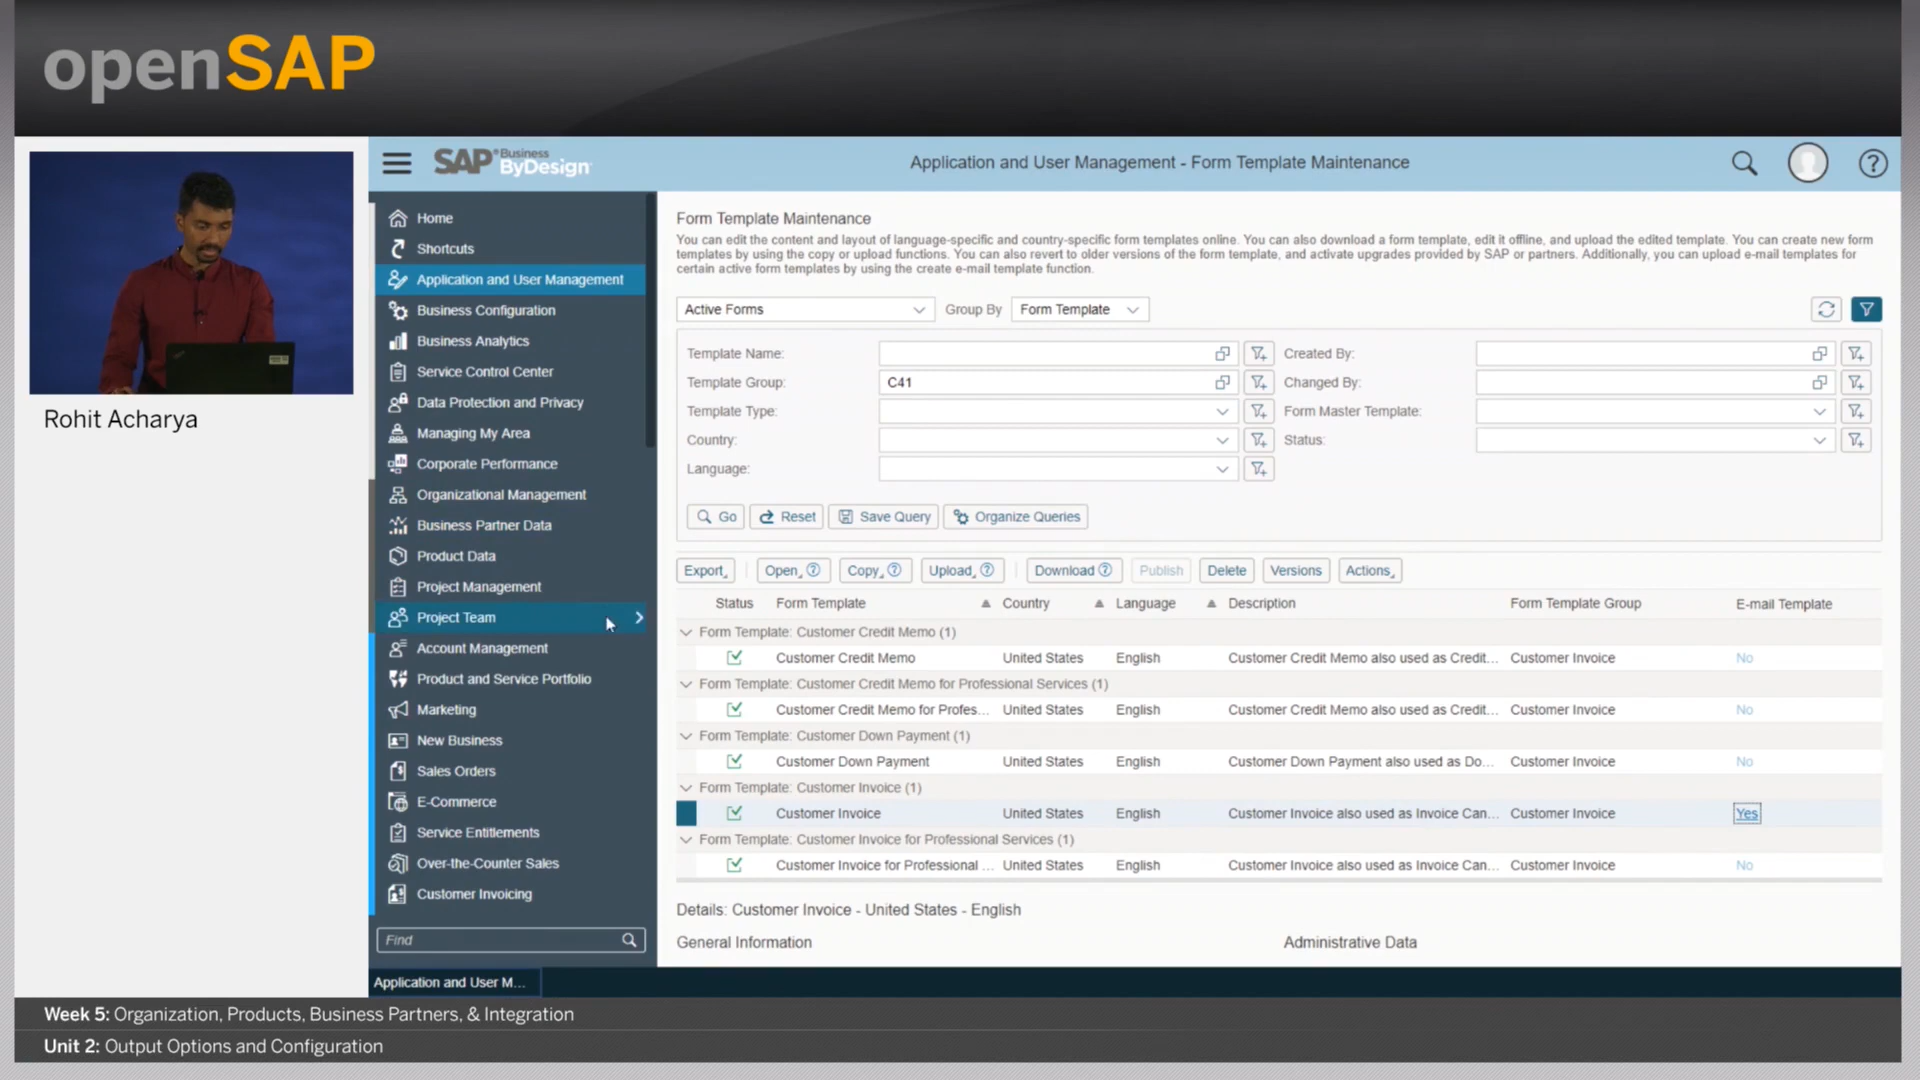 openSAP
Rohit Acharya
SAP Business ByDesign
Application and User Management - Form Template Maintenance
Home
Shortcuts
Application and User Management
Business Configuration
Business Analytics
Service Control Center
Data Protection and Privacy
Managing My Area
Corporate Performance
Organizational Management
Business Partner Data
Product Data
Project Management
Project Team
Account Management
Product and Service Portfolio
Marketing
New Business
Sales Orders
E-Commerce
Service Entitlements
Over-the-Counter Sales
Customer Invoicing
Find
Application and User M...
Form Template Maintenance
You can edit the content and layout of language-specific and country-specific form templates online. You can also download a form template, edit it offline, and upload the edited template. You can create new form
templates by using the copy or upload functions. You can also revert to older versions of the form template, and activate upgrades provided by SAP or partners. Additionally, you can upload e-mail templates for
certain active form templates by using the create e-mail template function.
Active Forms Group By Form Template
Template Name: Created By:
Template Group: C41 Changed By:
Template Type: Form Master Template:
Country: Status:
Language:
Go Reset Save Query Organize Queries
Export Open Copy Upload Download Publish Delete Versions Actions
Status Form Template Country Language Description Form Template Group E-mail Template
Form Template: Customer Credit Memo (1)
Customer Credit Memo United States English Customer Credit Memo also used as Credit... Customer Invoice No
Form Template: Customer Credit Memo for Professional Services (1)
Customer Credit Memo for Profes... United States English Customer Credit Memo also used as Credit... Customer Invoice No
Form Template: Customer Down Payment (1)
Customer Down Payment United States English Customer Down Payment also used as Do... Customer Invoice No
Form Template: Customer Invoice (1)
Customer Invoice United States English Customer Invoice also used as Invoice Can... Customer Invoice Yes
Form Template: Customer Invoice for Professional Services (1)
Customer Invoice for Professional ... United States English Customer Invoice also used as Invoice Can... Customer Invoice No
Details: Customer Invoice - United States - English
General Information Administrative Data
Week 5: Organization, Products, Business Partners, & Integration
Unit 2: Output Options and Configuration